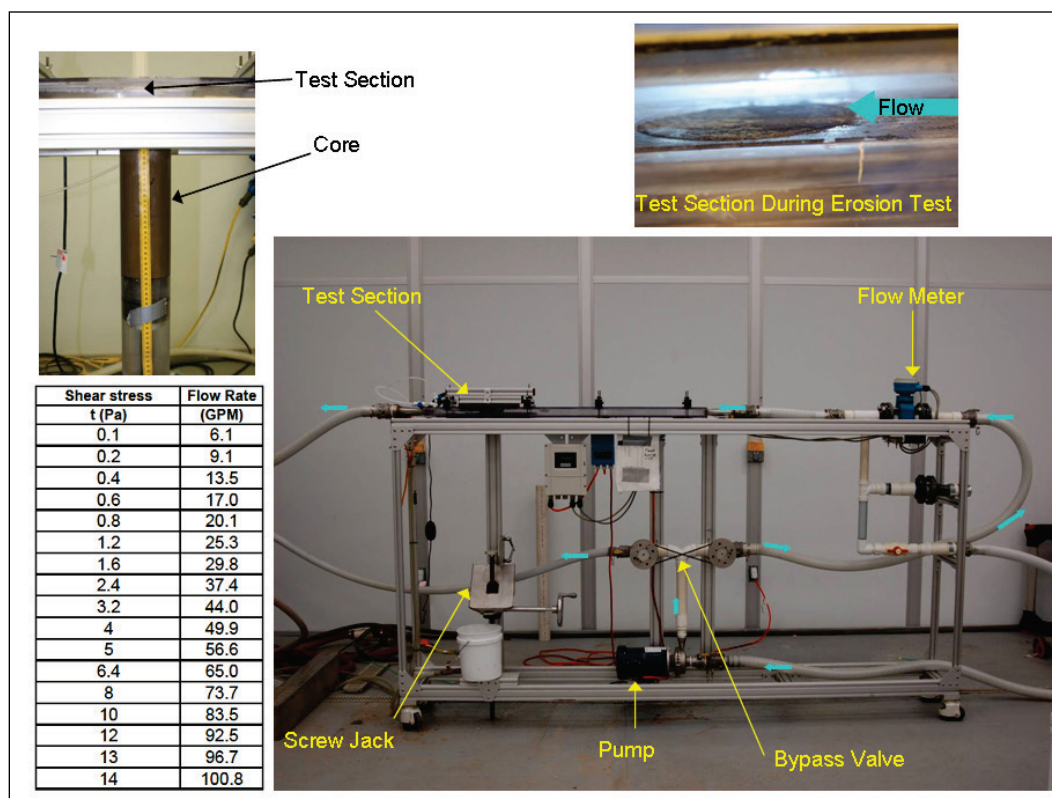 Test Section
Core
Flow
Test Section During Erosion Test
Test Section
Flow Meter
Screw Jack
Pump
Bypass Valve
Shear stress Flow Rate
t (Pa) (GPM)
0.1 6.1
0.2 9.1
0.4 13.5
0.6 17.0
0.8 20.1
1.2 25.3
1.6 29.8
2.4 37.4
3.2 44.0
4 49.9
5 56.6
6.4 65.0
8 73.7
10 83.5
12 92.5
13 96.7
14 100.8